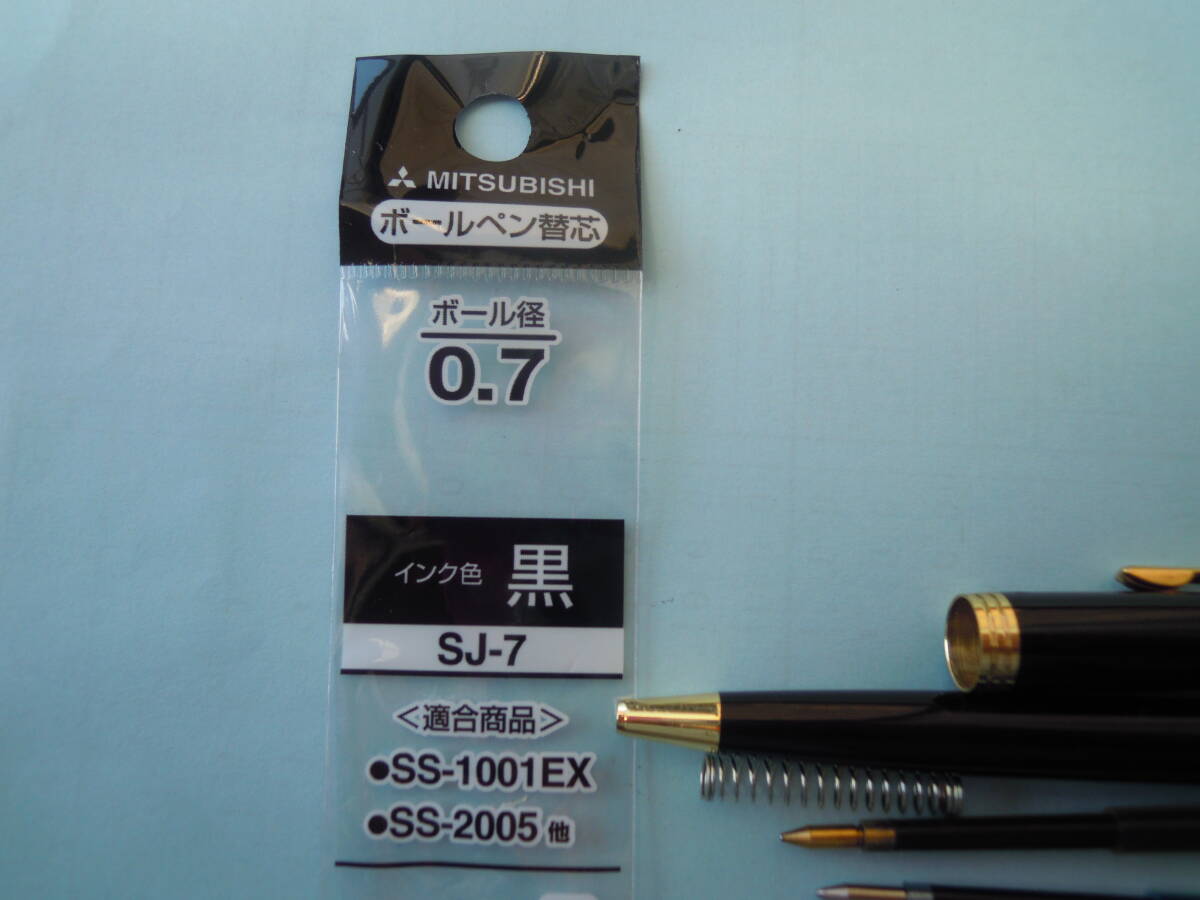 MITSUBISHI
ボールペン替芯
ボール径
0.7
インク色 黒
SJ-7
<適合商品>
●SS-1001EX
●SS-2005 他